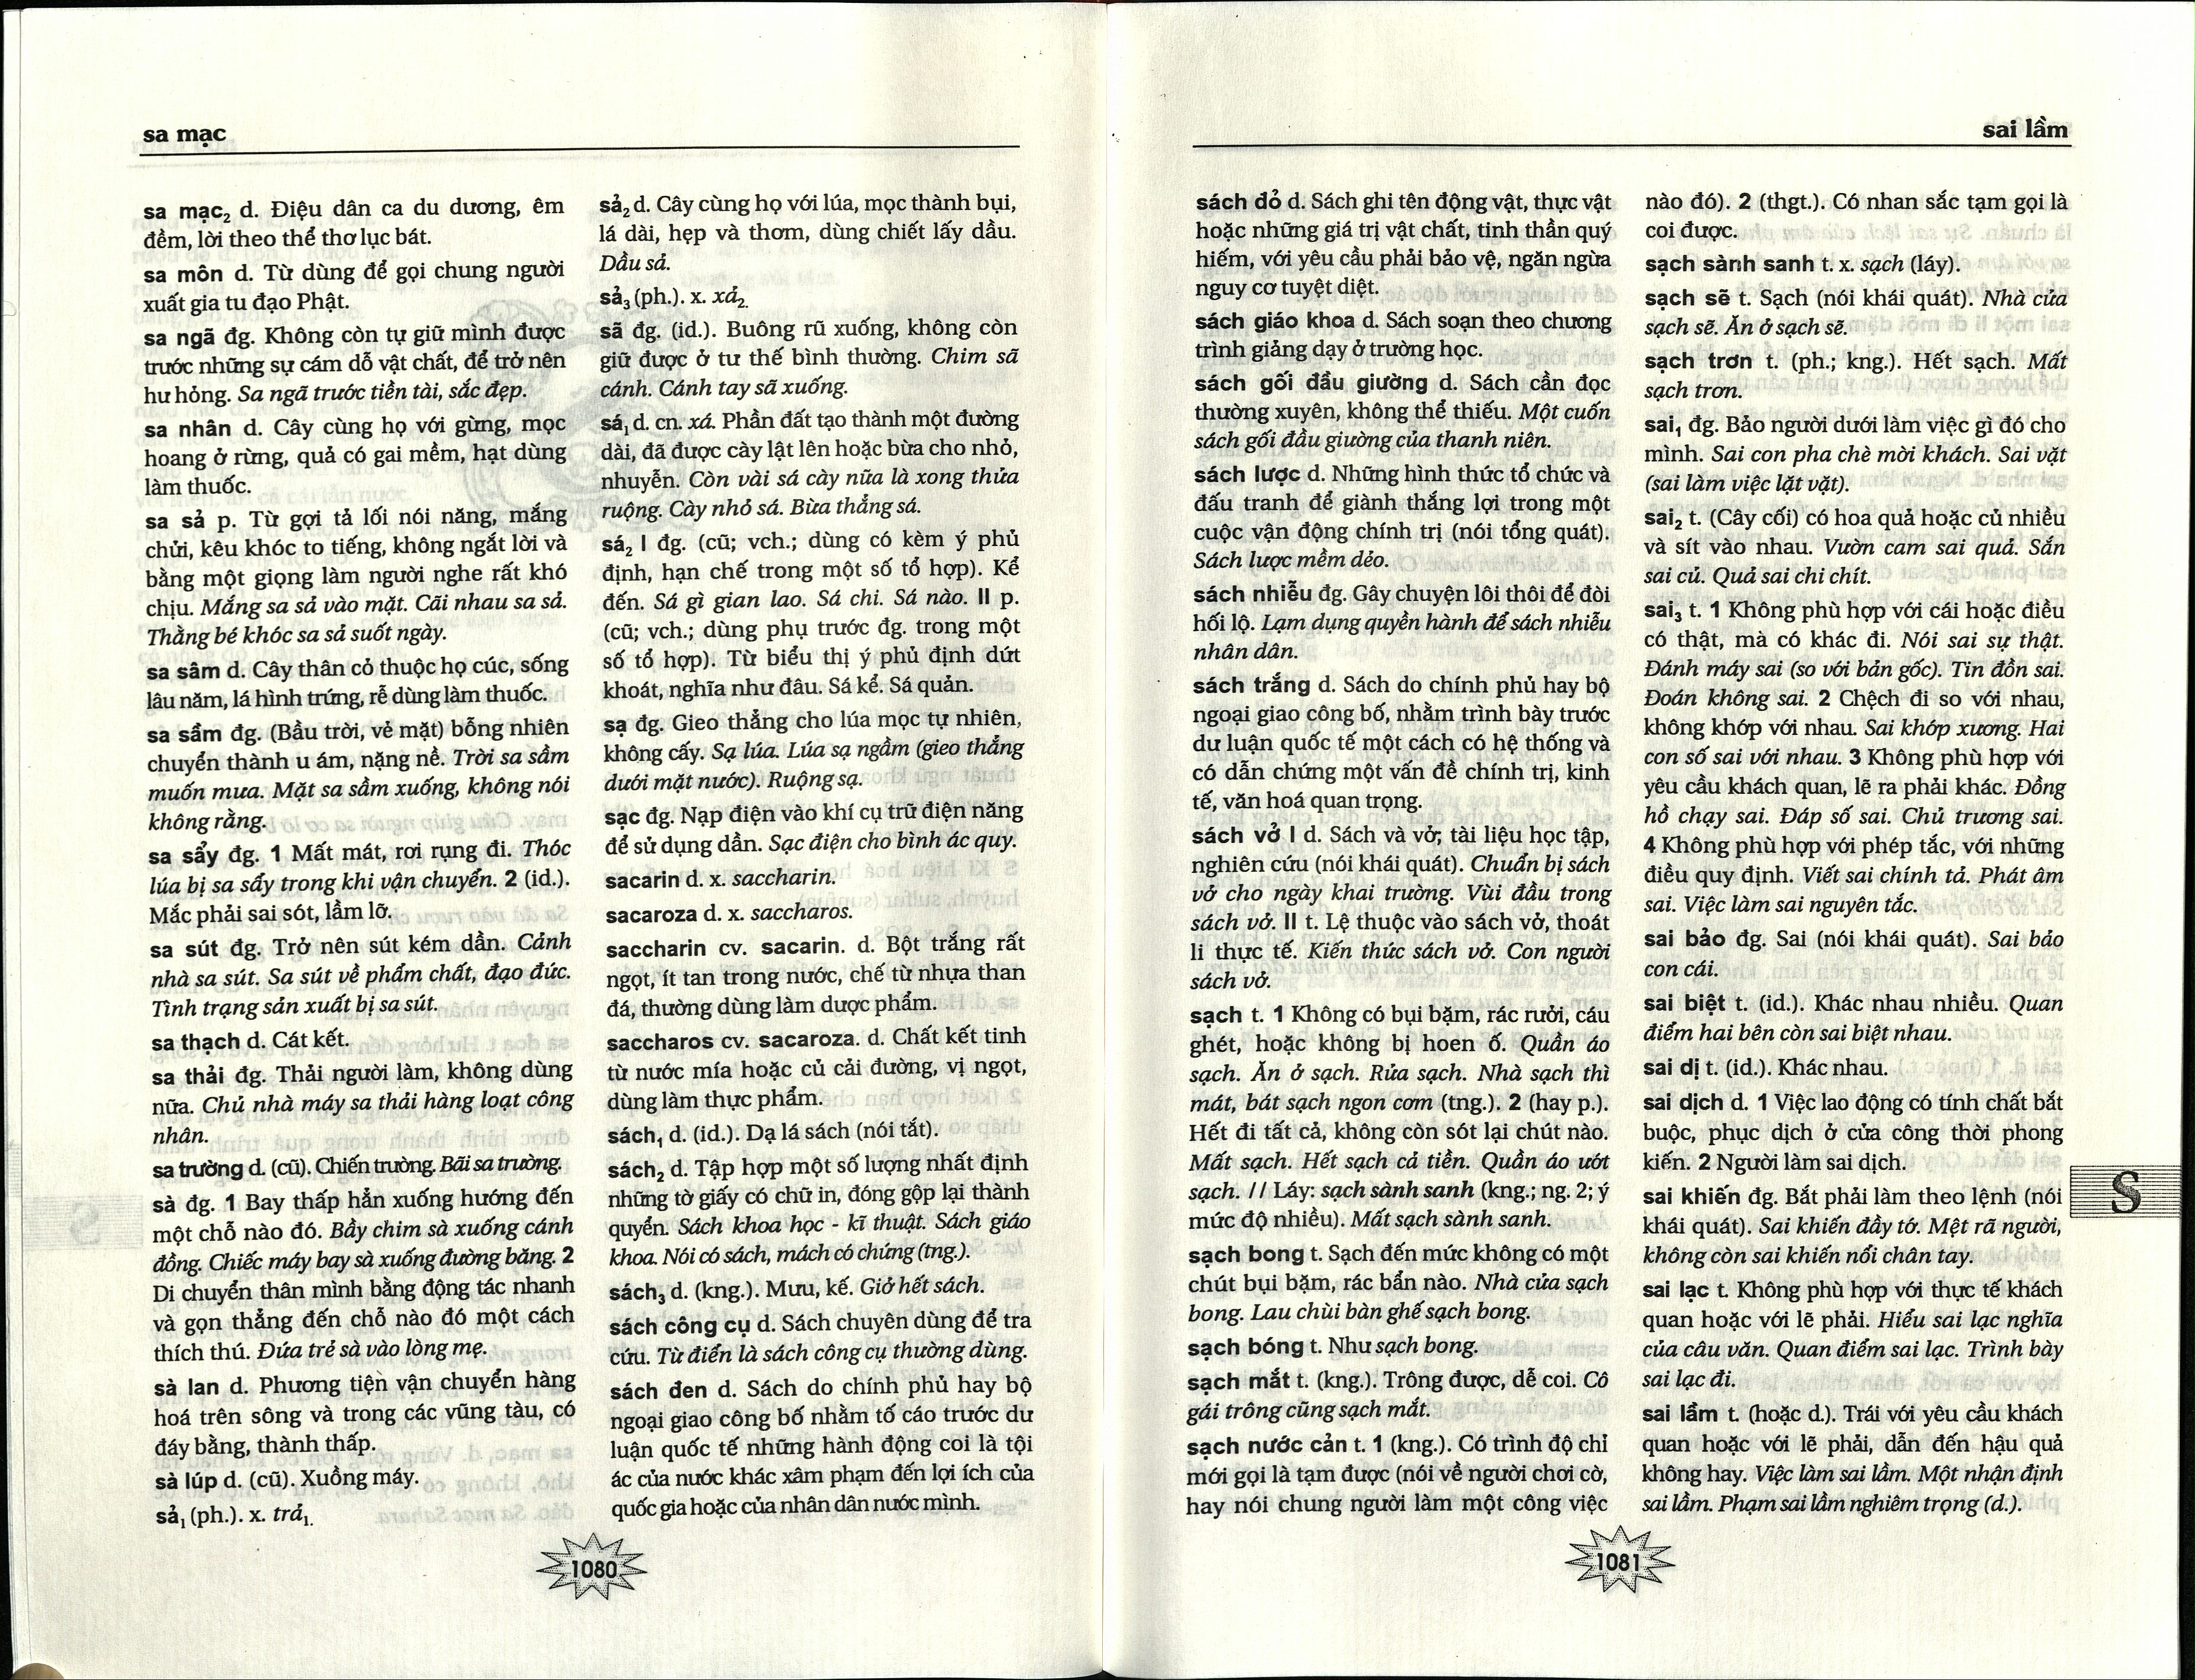 sa mạc
sa mạc₂ d. Điệu dân ca du dương, êm
đềm, lời theo thể thơ lục bát.
sa môn d. Từ dùng để gọi chung người
xuất gia tu đạo Phật.
sa ngã đg. Không còn tự giữ mình được
trước những sự cám dỗ vật chất, để trở nên
hư hỏng. Sa ngã trước tiền tài, sắc đẹp.
sa nhân d. Cây cùng họ với gừng, mọc
hoang ở rừng, quả có gai mềm, hạt dùng
làm thuốc.
sa sả p. Từ gợi tả lối nói năng, mắng
chửi, kêu khóc to tiếng, không ngắt lời và
bằng một giọng làm người nghe rất khó
chịu. Mắng sa sả vào mặt. Cãi nhau sa sả.
Thằng bé khóc sa sả suốt ngày.
sa sâm d. Cây thân cỏ thuộc họ cúc, sống
lâu năm, lá hình trứng, rễ dùng làm thuốc.
sa sầm đg. (Bầu trời, vẻ mặt) bỗng nhiên
chuyển thành u ám, nặng nề. Trời sa sầm
muốn mưa. Mặt sa sầm xuống, không nói
không rằng.
sa sẩy đg. 1 Mất mát, rơi rụng đi. Thóc
lúa bị sa sẩy trong khi vận chuyển. 2 (id.).
Mắc phải sai sót, lầm lỡ.
sa sút đg. Trở nên sút kém dần. Cảnh
nhà sa sút. Sa sút về phẩm chất, đạo đức.
Tình trạng sản xuất bị sa sút.
sa thạch d. Cát kết.
sa thải đg. Thải người làm, không dùng
nữa. Chủ nhà máy sa thải hàng loạt công
nhân.
sa trường d. (cũ). Chiến trường. Bãi sa trường.
sà đg. 1 Bay thấp hẳn xuống hướng đến
một chỗ nào đó. Bầy chim sà xuống cánh
đồng. Chiếc máy bay sà xuống đường băng. 2
Di chuyển thân mình bằng động tác nhanh
và gọn thẳng đến chỗ nào đó một cách
thích thú. Đứa trẻ sà vào lòng mẹ.
sà lan d. Phương tiện vận chuyển hàng
hoá trên sông và trong các vũng tàu, có
đáy bằng, thành thấp.
sà lúp d. (cũ). Xuồng máy.
sả₁ (ph.). x. trả₁.
sả₂ d. Cây cùng họ với lúa, mọc thành bụi,
lá dài, hẹp và thơm, dùng chiết lấy dầu.
Dầu sả.
sả₃ (ph.). x. xả₂.
sã đg. (id.). Buông rũ xuống, không còn
giữ được ở tư thế bình thường. Chim sã
cánh. Cánh tay sã xuống.
sá₁ d. cn. xá. Phần đất tạo thành một đường
dài, đã được cày lật lên hoặc bừa cho nhỏ,
nhuyễn. Còn vài sá cày nữa là xong thửa
ruộng. Cày nhỏ sá. Bừa thẳng sá.
sá₂ I đg. (cũ; vch.; dùng có kèm ý phủ
định, hạn chế trong một số tổ hợp). Kể
đến. Sá gì gian lao. Sá chi. Sá nào. II p.
(cũ; vch.; dùng phụ trước đg. trong một
số tổ hợp). Từ biểu thị ý phủ định dứt
khoát, nghĩa như đâu. Sá kể. Sá quản.
sạ đg. Gieo thẳng cho lúa mọc tự nhiên,
không cấy. Sạ lúa. Lúa sạ ngầm (gieo thẳng
dưới mặt nước). Ruộng sạ.
sạc đg. Nạp điện vào khí cụ trữ điện năng
để sử dụng dần. Sạc điện cho bình ác quy.
sacarin d. x. saccharin.
sacaroza d. x. saccharos.
saccharin cv. sacarin. d. Bột trắng rất
ngọt, ít tan trong nước, chế từ nhựa than
đá, thường dùng làm dược phẩm.
saccharos cv. sacaroza. d. Chất kết tinh
từ nước mía hoặc củ cải đường, vị ngọt,
dùng làm thực phẩm.
sách₁ d. (id.). Dạ lá sách (nói tắt).
sách₂ d. Tập hợp một số lượng nhất định
những tờ giấy có chữ in, đóng gộp lại thành
quyển. Sách khoa học - kĩ thuật. Sách giáo
khoa. Nói có sách, mách có chứng (tng.).
sách₃ d. (kng.). Mưu, kế. Giở hết sách.
sách công cụ d. Sách chuyên dùng để tra
cứu. Từ điển là sách công cụ thường dùng.
sách đen d. Sách do chính phủ hay bộ
ngoại giao công bố nhằm tố cáo trước dư
luận quốc tế những hành động coi là tội
ác của nước khác xâm phạm đến lợi ích của
quốc gia hoặc của nhân dân nước mình.
1080
sai lầm
sách đỏ d. Sách ghi tên động vật, thực vật
hoặc những giá trị vật chất, tinh thần quý
hiếm, với yêu cầu phải bảo vệ, ngăn ngừa
nguy cơ tuyệt diệt.
sách giáo khoa d. Sách soạn theo chương
trình giảng dạy ở trường học.
sách gối đầu giường d. Sách cần đọc
thường xuyên, không thể thiếu. Một cuốn
sách gối đầu giường của thanh niên.
sách lược d. Những hình thức tổ chức và
đấu tranh để giành thắng lợi trong một
cuộc vận động chính trị (nói tổng quát).
Sách lược mềm dẻo.
sách nhiễu đg. Gây chuyện lôi thôi để đòi
hối lộ. Lạm dụng quyền hành để sách nhiễu
nhân dân.
sách trắng d. Sách do chính phủ hay bộ
ngoại giao công bố, nhằm trình bày trước
dư luận quốc tế một cách có hệ thống và
có dẫn chứng một vấn đề chính trị, kinh
tế, văn hoá quan trọng.
sách vở I d. Sách và vở; tài liệu học tập,
nghiên cứu (nói khái quát). Chuẩn bị sách
vở cho ngày khai trường. Vùi đầu trong
sách vở. II t. Lệ thuộc vào sách vở, thoát
li thực tế. Kiến thức sách vở. Con người
sách vở.
sạch t. 1 Không có bụi bặm, rác rưởi, cáu
ghét, hoặc không bị hoen ố. Quần áo
sạch. Ăn ở sạch. Rửa sạch. Nhà sạch thì
mát, bát sạch ngon cơm (tng.). 2 (hay p.).
Hết đi tất cả, không còn sót lại chút nào.
Mất sạch. Hết sạch cả tiền. Quần áo ướt
sạch. // Láy: sạch sành sanh (kng.; ng. 2; ý
mức độ nhiều). Mất sạch sành sanh.
sạch bong t. Sạch đến mức không có một
chút bụi bặm, rác bẩn nào. Nhà cửa sạch
bong. Lau chùi bàn ghế sạch bong.
sạch bóng t. Như sạch bong.
sạch mắt t. (kng.). Trông được, dễ coi. Cô
gái trông cũng sạch mắt.
sạch nước cản t. 1 (kng.). Có trình độ chỉ
mới gọi là tạm được (nói về người chơi cờ,
hay nói chung người làm một công việc
nào đó). 2 (thgt.). Có nhan sắc tạm gọi là
coi được.
sạch sành sanh t. x. sạch (láy).
sạch sẽ t. Sạch (nói khái quát). Nhà cửa
sạch sẽ. Ăn ở sạch sẽ.
sạch trơn t. (ph.; kng.). Hết sạch. Mất
sạch trơn.
sai₁ đg. Bảo người dưới làm việc gì đó cho
mình. Sai con pha chè mời khách. Sai vặt
(sai làm việc lặt vặt).
sai₂ t. (Cây cối) có hoa quả hoặc củ nhiều
và sít vào nhau. Vườn cam sai quả. Sắn
sai củ. Quả sai chi chít.
sai₃ t. 1 Không phù hợp với cái hoặc điều
có thật, mà có khác đi. Nói sai sự thật.
Đánh máy sai (so với bản gốc). Tin đồn sai.
Đoán không sai. 2 Chệch đi so với nhau,
không khớp với nhau. Sai khớp xương. Hai
con số sai với nhau. 3 Không phù hợp với
yêu cầu khách quan, lẽ ra phải khác. Đồng
hồ chạy sai. Đáp số sai. Chủ trương sai.
4 Không phù hợp với phép tắc, với những
điều quy định. Viết sai chính tả. Phát âm
sai. Việc làm sai nguyên tắc.
sai bảo đg. Sai (nói khái quát). Sai bảo
con cái.
sai biệt t. (id.). Khác nhau nhiều. Quan
điểm hai bên còn sai biệt nhau.
sai dị t. (id.). Khác nhau.
sai dịch d. 1 Việc lao động có tính chất bắt
buộc, phục dịch ở cửa công thời phong
kiến. 2 Người làm sai dịch.
sai khiến đg. Bắt phải làm theo lệnh (nói
khái quát). Sai khiến đầy tớ. Mệt rã người,
không còn sai khiến nổi chân tay.
sai lạc t. Không phù hợp với thực tế khách
quan hoặc với lẽ phải. Hiểu sai lạc nghĩa
của câu văn. Quan điểm sai lạc. Trình bày
sai lạc đi.
sai lầm t. (hoặc d.). Trái với yêu cầu khách
quan hoặc với lẽ phải, dẫn đến hậu quả
không hay. Việc làm sai lầm. Một nhận định
sai lầm. Phạm sai lầm nghiêm trọng (d.).
S
1081